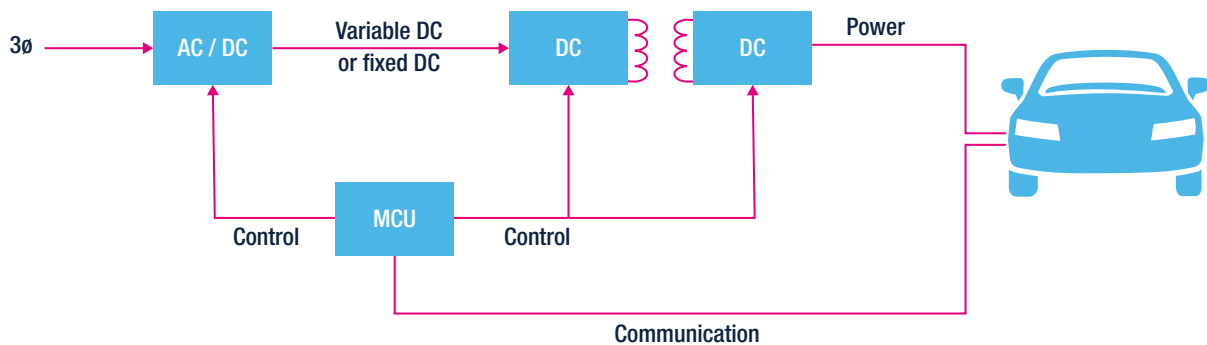 3ø
AC / DC
Variable DC
or fixed DC
DC
DC
Power
MCU
Control
Control
Communication